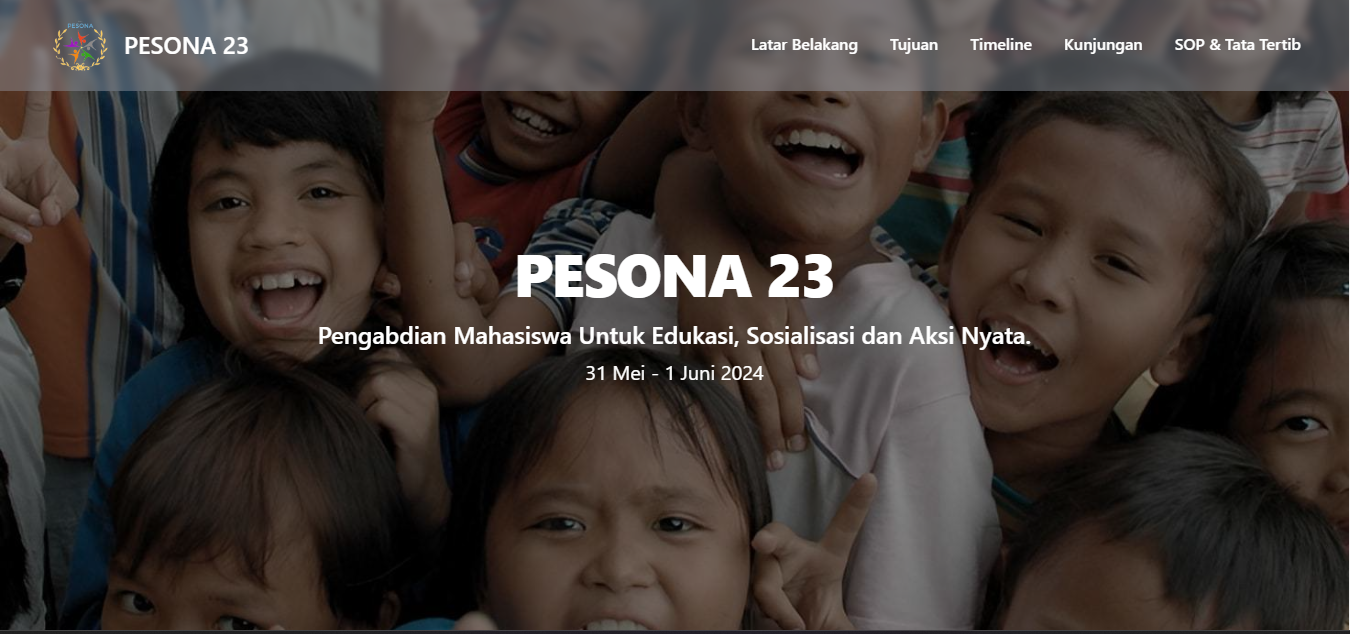 PESONA
PESONA 23
Latar Belakang
Tujuan
Timeline
Kunjungan
SOP & Tata Tertib
PESONA 23
Pengabdian Mahasiswa Untuk Edukasi, Sosialisasi dan Aksi Nyata.
31 Mei - 1 Juni 2024